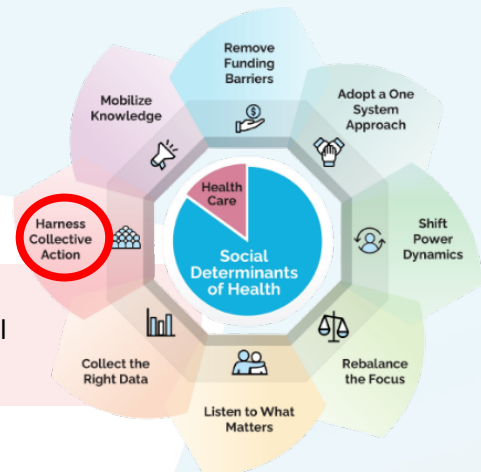 Remove
Funding
Barriers
Adopt a One
System
Approach
Mobilize
Knowledge
Health
Care
Harness
Collective
Action
Social
Determinants
of Health
Shift
Power
Dynamics
l
Collect the
Right Data
Rebalance
the Focus
Listen to What
Matters